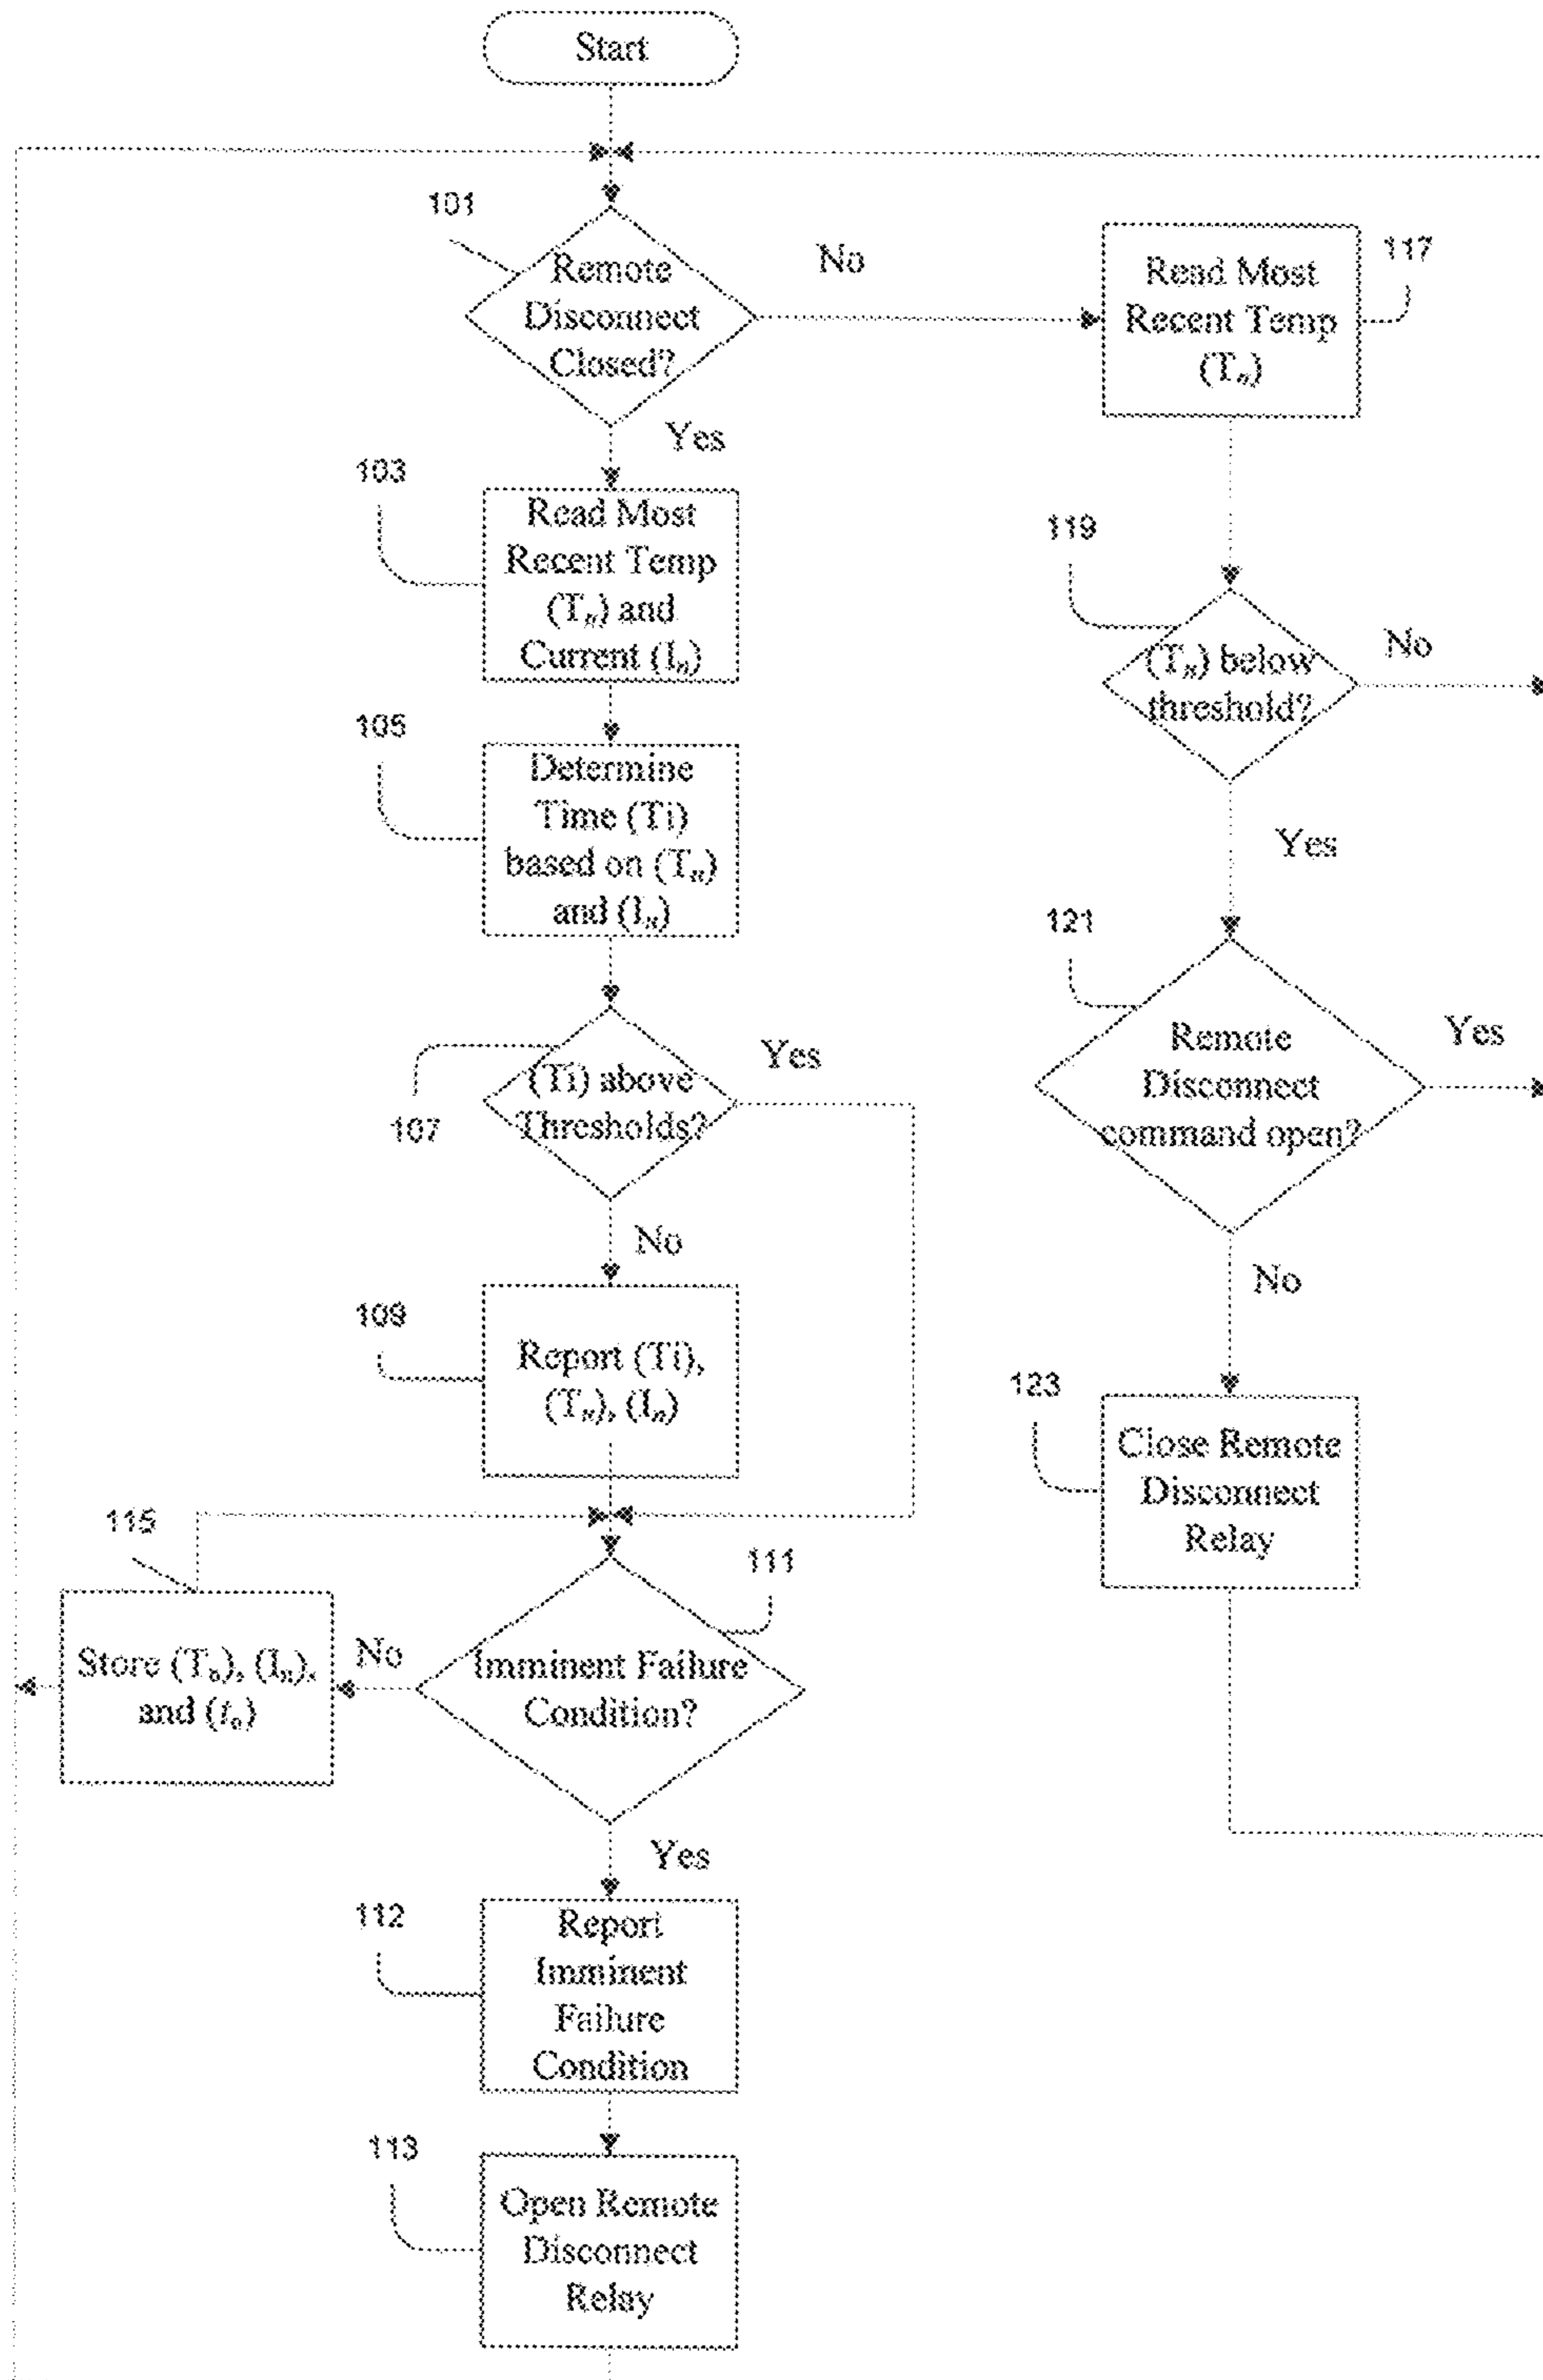 Start
101
Remote
Disconnect
Closed?
No
Yes
Read Most
Recent Temp
(Tn)
117
103
Read Most
Recent Temp
(Tn) and
Current (In)
119
(Tn) below
threshold?
No
Yes
105
Determine
Time (Ti)
based on (Tn)
and (In)
121
Remote
Disconnect
command open?
Yes
No
107
(Ti) above
Thresholds?
Yes
No
109
Report (Ti),
(Tn), (In)
123
Close Remote
Disconnect
Relay
115
Store (Tn), (In),
and (tn)
No
111
Imminent Failure
Condition?
Yes
112
Report
Imminent
Failure
Condition
113
Open Remote
Disconnect
Relay